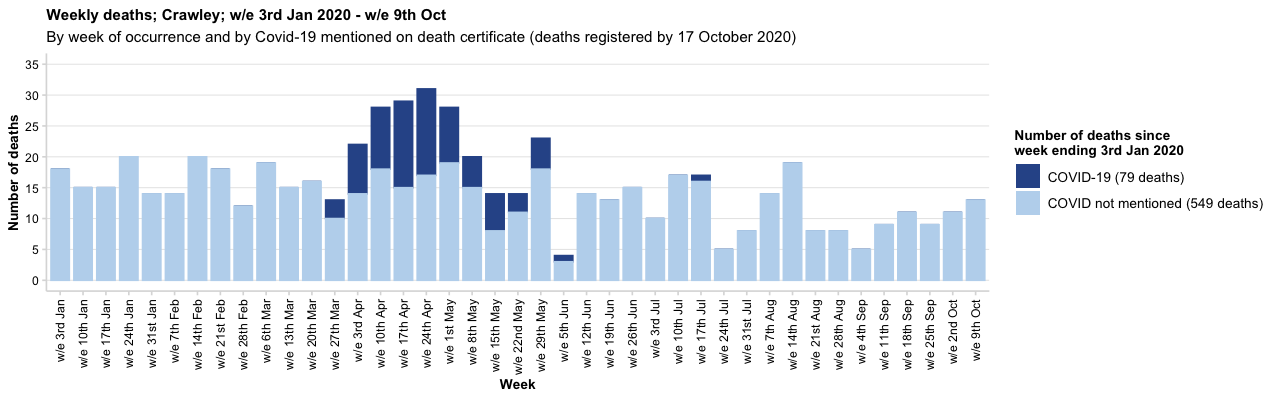 Weekly deaths; Crawley; w/e 3rd Jan 2020 - w/e 9th Oct
By week of occurrence and by Covid-19 mentioned on death certificate (deaths registered by 17 October 2020)
Number of deaths
35
30
25
20
15
10
5
0
w/e 3rd Jan
w/e 10th Jan
w/e 17th Jan
w/e 24th Jan
w/e 31st Jan
w/e 7th Feb
w/e 14th Feb
w/e 21st Feb
w/e 28th Feb
w/e 6th Mar
w/e 13th Mar
w/e 20th Mar
w/e 27th Mar
w/e 3rd Apr
w/e 10th Apr
w/e 17th Apr
w/e 24th Apr
w/e 1st May
w/e 8th May
w/e 15th May
w/e 22nd May
w/e 29th May
w/e 5th Jun
w/e 12th Jun
w/e 19th Jun
w/e 26th Jun
w/e 3rd Jul
w/e 10th Jul
w/e 17th Jul
w/e 24th Jul
w/e 31st Jul
w/e 7th Aug
w/e 14th Aug
w/e 21st Aug
w/e 28th Aug
w/e 4th Sep
w/e 11th Sep
w/e 18th Sep
w/e 25th Sep
w/e 2nd Oct
w/e 9th Oct
Week
Number of deaths since
week ending 3rd Jan 2020
COVID-19 (79 deaths)
COVID not mentioned (549 deaths)